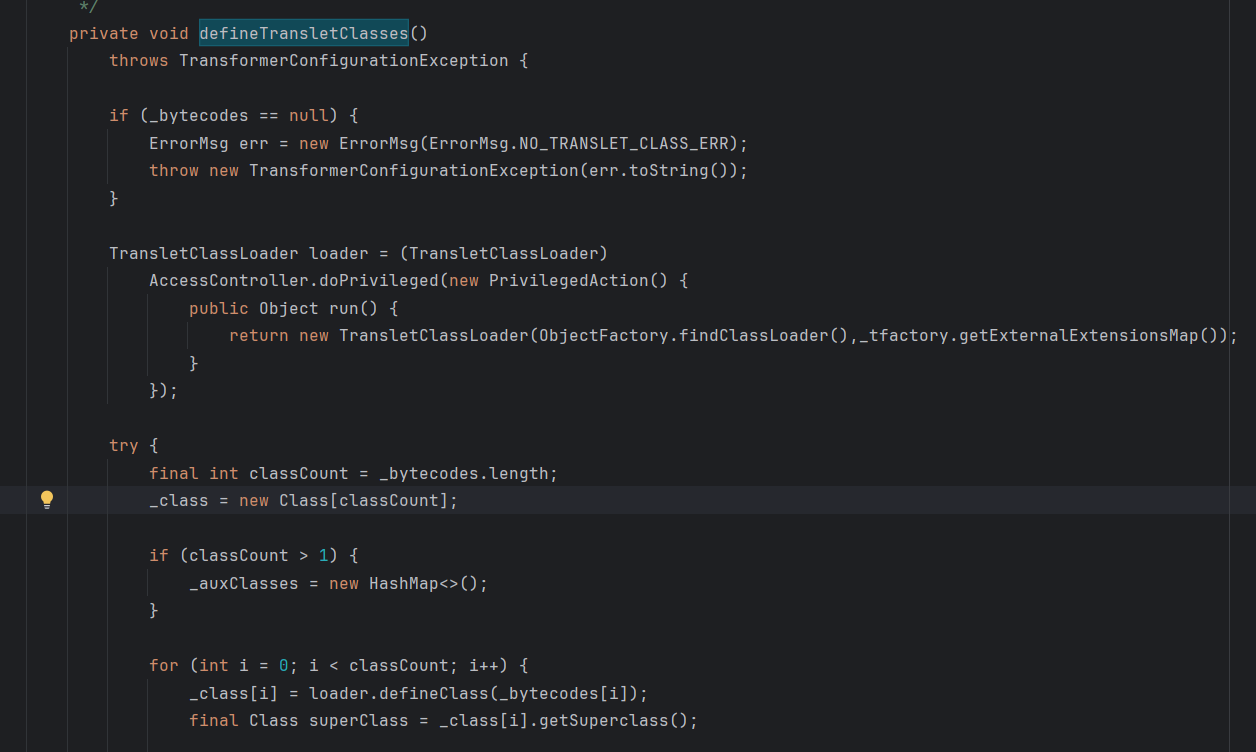 */
private void defineTransletClasses()
throws TransformerConfigurationException {
if (_bytecodes == null) {
ErrorMsg err = new ErrorMsg(ErrorMsg.NO_TRANSLET_CLASS_ERR);
throw new TransformerConfigurationException(err.toString());
}
TransletClassLoader loader = (TransletClassLoader)
AccessController.doPrivileged(new PrivilegedAction() {
public Object run() {
return new TransletClassLoader(ObjectFactory.findClassLoader(),_tfactory.getExternalExtensionsMap());
}
});
try {
final int classCount = _bytecodes.length;
_class = new Class[classCount];
if (classCount > 1) {
_auxClasses = new HashMap<>();
}
for (int i = 0; i < classCount; i++) {
_class[i] = loader.defineClass(_bytecodes[i]);
final Class superClass = _class[i].getSuperclass();